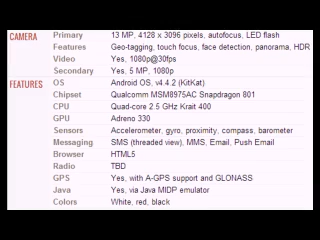 CAMERA Primary 13 MP, 4128 x 3096 pixels, autofocus, LED flash
Features Geo-tagging, touch focus, face detection, panorama, HDR
Video Yes, 1080p@30fps
Secondary Yes, 5 MP, 1080p
FEATURES OS Android OS, v4.4.2 (KitKat)
Chipset Qualcomm MSM8975AC Snapdragon 801
CPU Quad-core 2.5 GHz Krait 400
GPU Adreno 330
Sensors Accelerometer, gyro, proximity, compass, barometer
Messaging SMS (threaded view), MMS, Email, Push Email
Browser HTML5
Radio TBD
GPS Yes, with A-GPS support and GLONASS
Java Yes, via Java MIDP emulator
Colors White, red, black